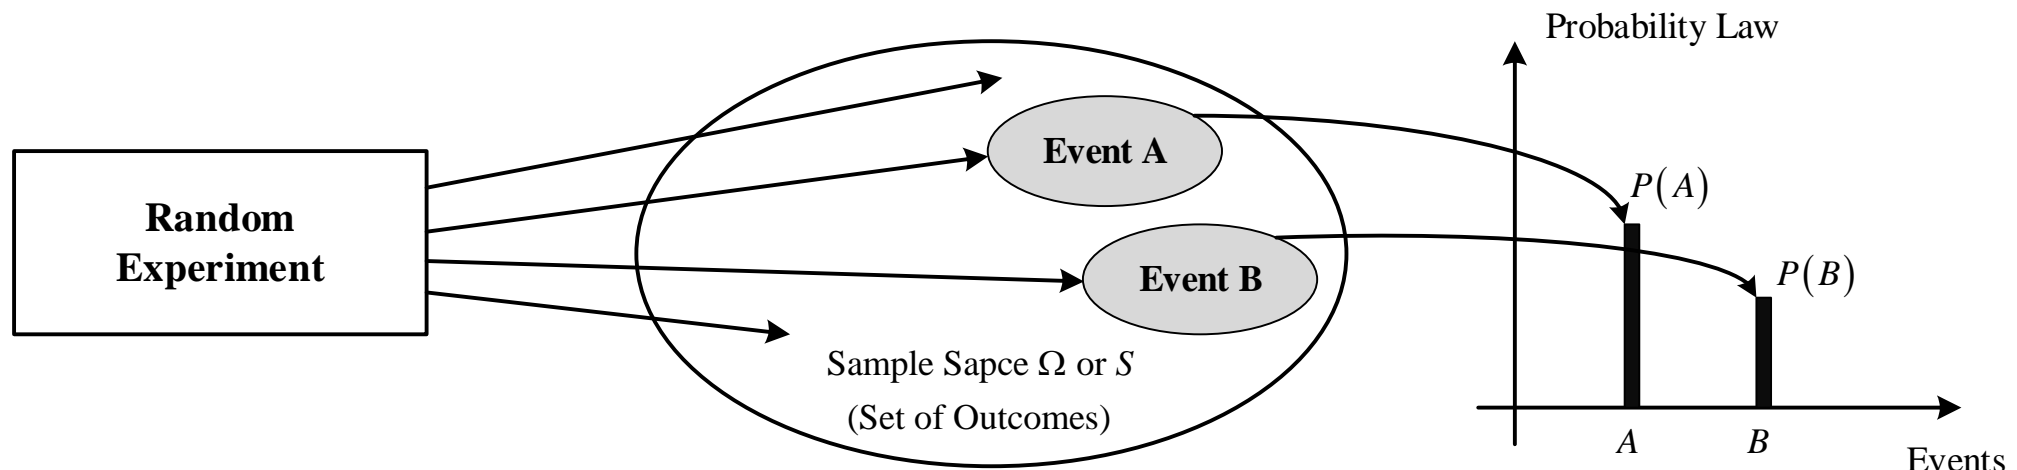 Probability Law
Random
Experiment
Event A
Event B
Sample Sapce Ω or S
(Set of Outcomes)
P(A)
P(B)
A
B
Events